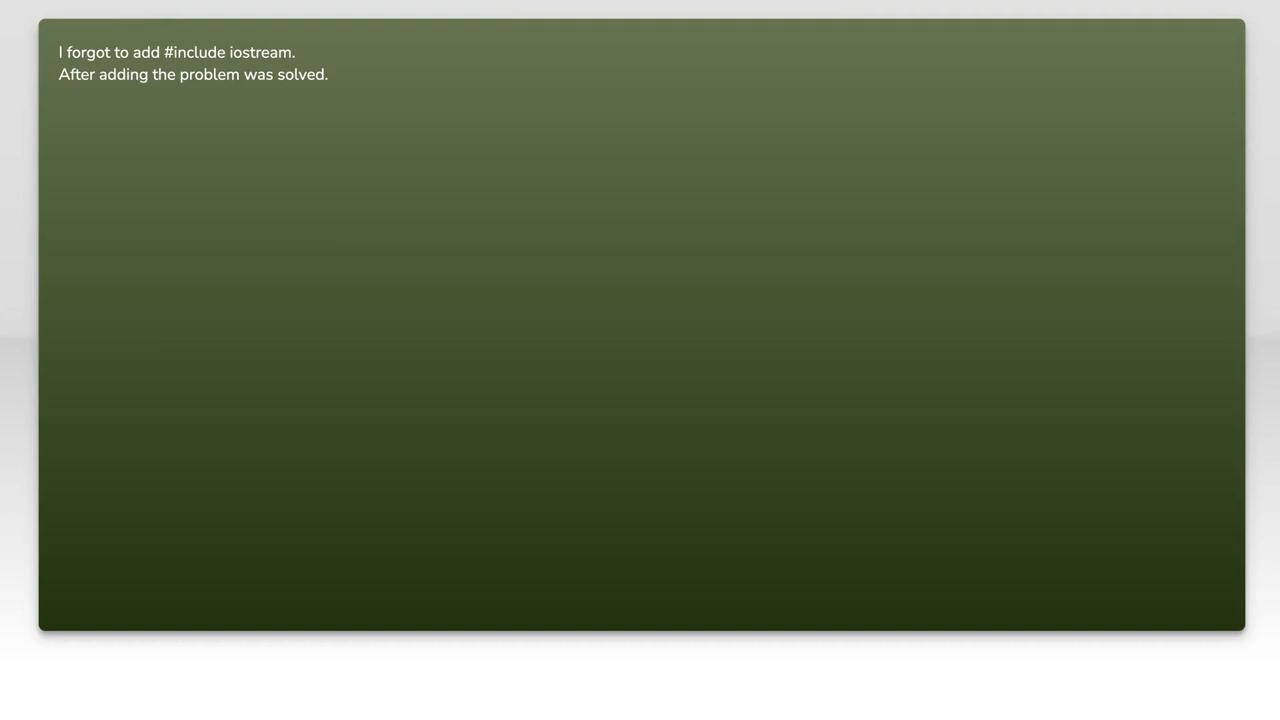 I forgot to add #include iostream.
After adding the problem was solved.